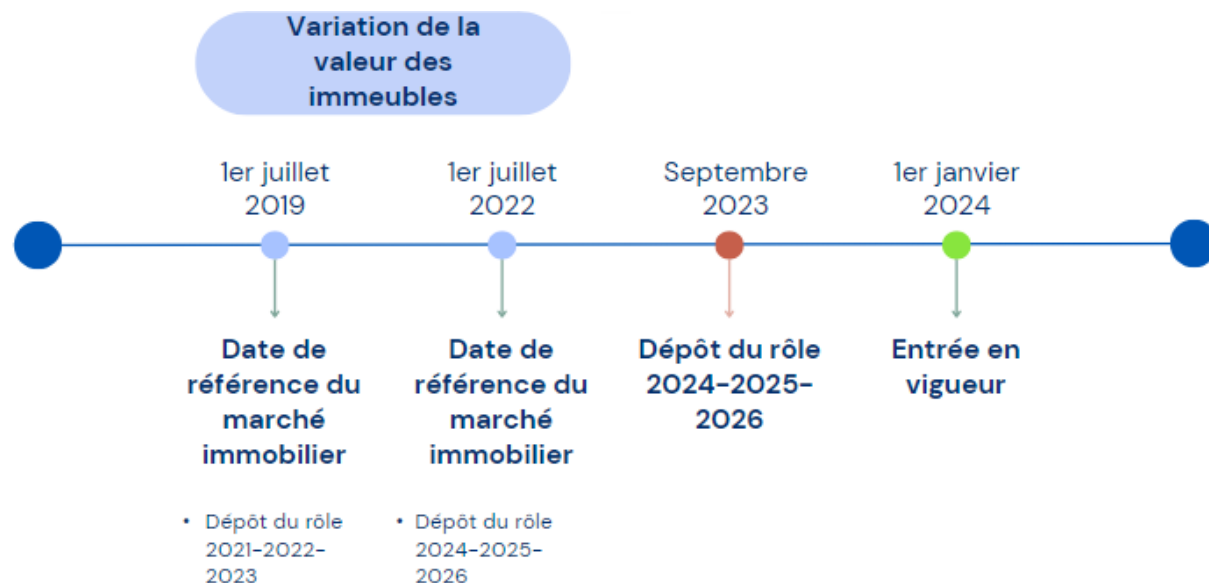 Variation de la
valeur des
immeubles
1er juillet
2019
1er juillet
2022
Septembre
2023
1er janvier
2024
Date de
référence du
marché
immobilier
Date de
référence du
marché
immobilier
Dépôt du rôle
2024-2025-
2026
Entrée en
vigueur
• Dépôt du rôle
2021-2022-
2023
• Dépôt du rôle
2024-2025-
2026